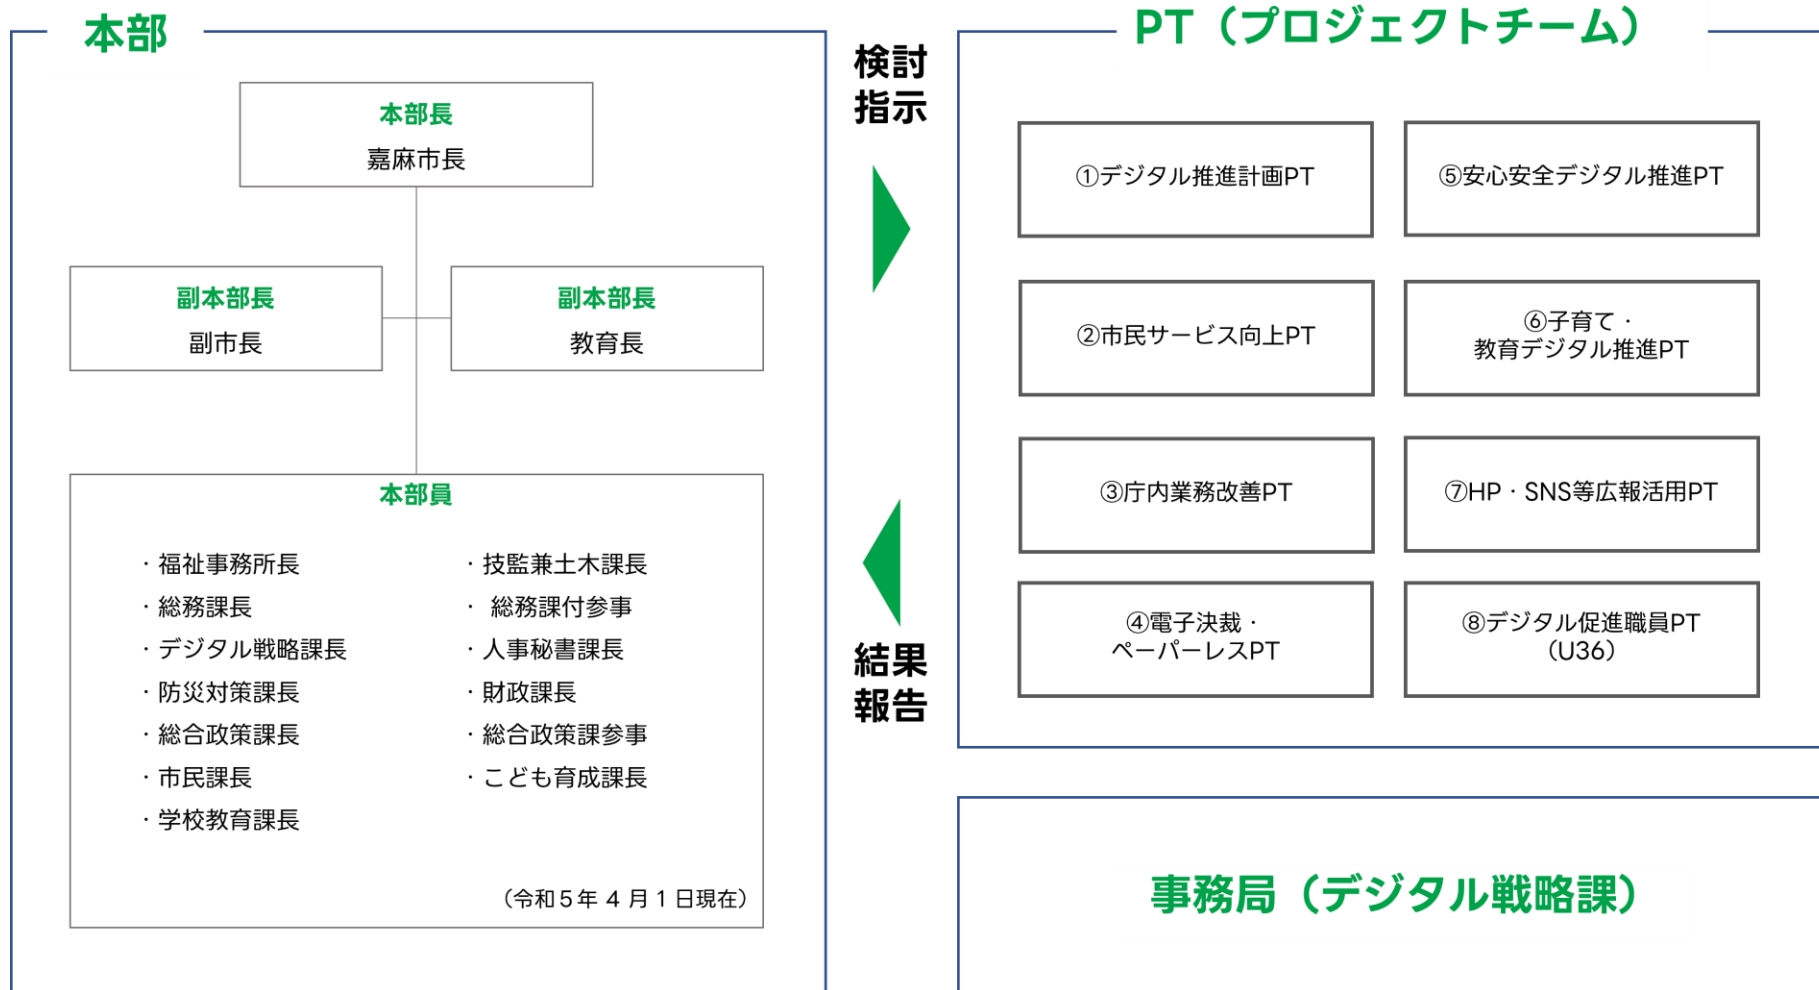 本部
本部長
嘉麻市長
副本部長
副市長
副本部長
教育長
本部員
・福祉事務所長
・総務課長
・デジタル戦略課長
・防災対策課長
・総合政策課長
・市民課長
・学校教育課長
・技監兼土木課長
・ 総務課付参事
・人事秘書課長
・財政課長
・総合政策課参事
・こども育成課長
（令和５年 ４ 月 １ 日現在）
検討
指示
結果
報告
PT（プロジェクトチーム）
①デジタル推進計画PT
②市民サービス向上PT
③庁内業務改善PT
④電子決裁・
ペーパーレスPT
⑤安心安全デジタル推進PT
⑥子育て・
教育デジタル推進PT
⑦HP・SNS等広報活用PT
⑧デジタル促進職員PT
（U36）
事務局（デジタル戦略課）